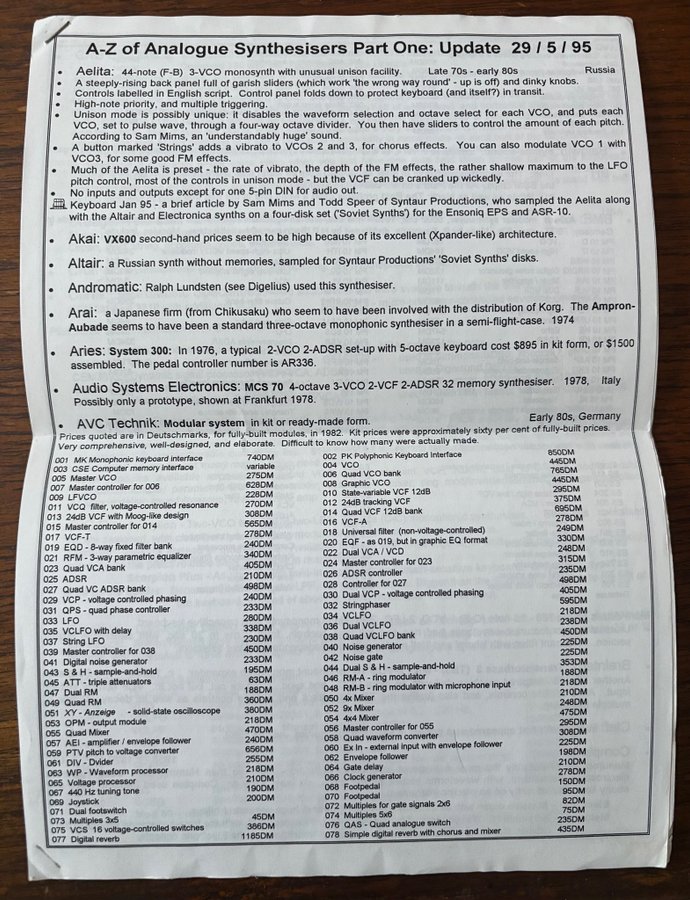 A-Z of Analogue Synthesisers Part One: Update 29 / 5 / 95
• Aelita: 44-note (F-B) 3-VCO monosynth with unusual unison facility. Late 70s - early 80s Russia
• A steeply-rising back panel full of garish sliders (which work 'the wrong way round' - up is off) and dinky knobs.
• Controls labelled in English script. Control panel folds down to protect keyboard (and itself?) in transit.
• High-note priority, and multiple triggering.
• Unison mode is possibly unique: it disables the waveform selection and octave select for each VCO, and puts each
VCO, set to pulse wave, through a four-way octave divider. You then have sliders to control the amount of each pitch.
According to Sam Mims, an 'understandably huge' sound.
• A button marked 'Strings' adds a vibrato to VCOs 2 and 3, for chorus effects. You can also modulate VCO 1 with
VCO3, for some good FM effects.
• Much of the Aelita is preset - the rate of vibrato, the depth of the FM effects, the rather shallow maximum to the LFO
pitch control, most of the controls in unison mode - but the VCF can be cranked up wickedly.
• No inputs and outputs except for one 5-pin DIN for audio out.
Keyboard Jan 95 - a brief article by Sam Mims and Todd Speer of Syntaur Productions, who sampled the Aelita along
with the Altair and Electronica synths on a four-disk set ('Soviet Synths') for the Ensoniq EPS and ASR-10.
• Akai: VX600 second-hand prices seem to be high because of its excellent (Xpander-like) architecture.
• Altair: a Russian synth without memories, sampled for Syntaur Productions' 'Soviet Synths' disks.
• Andromatic: Ralph Lundsten (see Digelius) used this synthesiser.
• Arai: a Japanese firm (from Chikusaku) who seem to have been involved with the distribution of Korg. The Ampron-
Aubade seems to have been a standard three-octave monophonic synthesiser in a semi-flight-case. 1974
• Aries: System 300: In 1976, a typical 2-VCO 2-ADSR set-up with 5-octave keyboard cost $895 in kit form, or $1500
assembled. The pedal controller number is AR336.
• Audio Systems Electronics: MCS 70 4-octave 3-VCO 2-VCF 2-ADSR 32 memory synthesiser. 1978, Italy
Possibly only a prototype, shown at Frankfurt 1978.
• AVC Technik: Modular system in kit or ready-made form. Early 80s, Germany
Prices quoted are in Deutschmarks, for fully-built modules, in 1982. Kit prices were approximately sixty per cent of fully-built prices.
Very comprehensive, well-designed, and elaborate. Difficult to know how many were actually made.
001 MK Monophonic keyboard interface 740DM 002 PK Polyphonic Keyboard Interface 850DM
003 CSE Computer memory interface variable 004 VCO 445DM
005 Master VCO 275DM 006 Quad VCO bank 765DM
007 Master controller for 006 628DM 008 Graphic VCO 445DM
009 LFVCO 228DM 010 State-variable VCF 12dB 295DM
011 VCQ filter, voltage-controlled resonance 270DM 012 24dB tracking VCF 375DM
013 24dB VCF with Moog-like design 308DM 014 Quad VCF 12dB bank 695DM
015 Master controller for 014 565DM 016 VCF-A 278DM
017 VCF-T 278DM 018 Universal filter (non-voltage-controlled) 249DM
019 EQD - 8-way fixed filter bank 240DM 020 EQF - as 019, but in graphic EQ format 330DM
021 RFM - 3-way parametric equalizer 340DM 022 Dual VCA / VCD 248DM
023 Quad VCA bank 405DM 024 Master controller for 023 315DM
025 ADSR 210DM 026 ADSR controller 235DM
027 Quad VC ADSR bank 498DM 028 Controller for 027 498DM
029 VCP - voltage controlled phasing 240DM 030 Dual VCP - voltage controlled phasing 405DM
031 QPS - quad phase controller 233DM 032 Stringphaser 595DM
033 LFO 280DM 034 VCLFO 218DM
035 VCLFO with delay 338DM 036 Dual VCLFO 238DM
037 String LFO 230DM 038 Quad VCLFO bank 450DM
039 Master controller for 038 450DM 040 Noise generator 225DM
041 Digital noise generator 233DM 042 Noise gate 225DM
043 S & H - sample-and-hold 195DM 044 Dual S & H - sample-and-hold 353DM
045 ATT - triple attenuators 63DM 046 RM-A - ring modulator 188DM
047 Dual RM 188DM 048 RM-B - ring modulator with microphone input 218DM
049 Quad RM 360DM 050 4x Mixer 210DM
051 XY - Anzeige - solid-state oscilloscope 380DM 052 9x Mixer 248DM
053 OPM - output module 218DM 054 4x4 Mixer 475DM
055 Quad Mixer 470DM 056 Master controller for 055 295DM
057 AEI - amplifier / envelope follower 240DM 058 Quad waveform converter 308DM
059 PTV pitch to voltage converter 656DM 060 Ex In - external input with envelope follower 225DM
061 DIV - Dvider 255DM 062 Envelope follower 198DM
063 WP - Waveform processor 218DM 064 Gate delay 210DM
065 Voltage processor 210DM 066 Clock generator 278DM
067 440 Hz tuning tone 190DM 068 Footpedal 150DM
069 Joystick 200DM 070 Footpedal 95DM
071 Dual footswitch 072 Multiples for gate signals 2x6 82DM
073 Multiples 3x5 45DM 074 Multiples 5x6 75DM
075 VCS 16 voltage-controlled switches 386DM 076 QAS - Quad analogue switch 235DM
077 Digital reverb 1185DM 078 Simple digital reverb with chorus and mixer 435DM